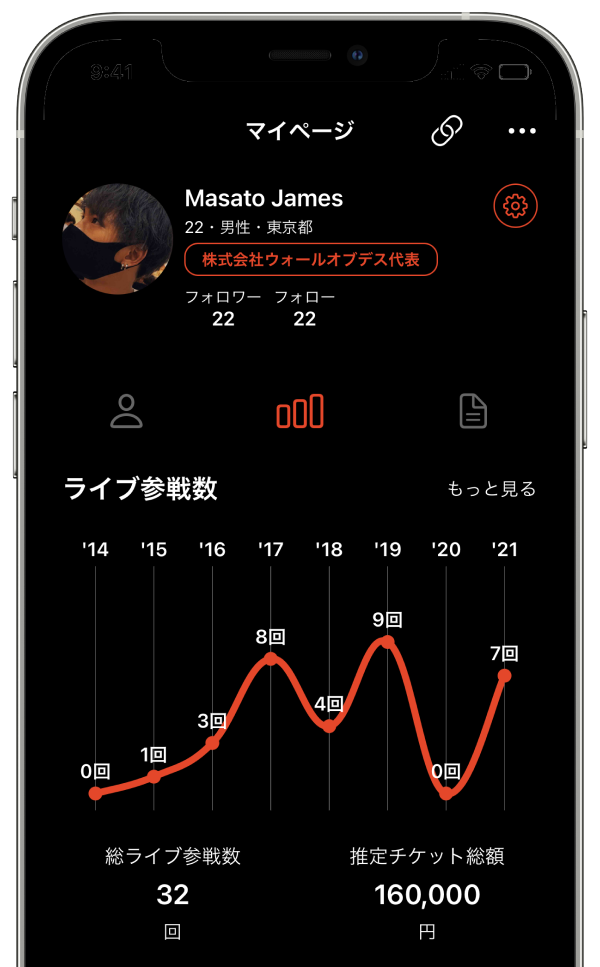 9:41
マイページ
Masato James
22・男性・東京都
株式会社ウォールオブデス代表
フォロワー フォロー
22 22
ライブ参戦数 もっと見る
'14 '15 '16 '17 '18 '19 '20 '21
9回
8回
7回
4回
3回
1回
0回 0回
総ライブ参戦数 推定チケット総額
32 160,000
回 円